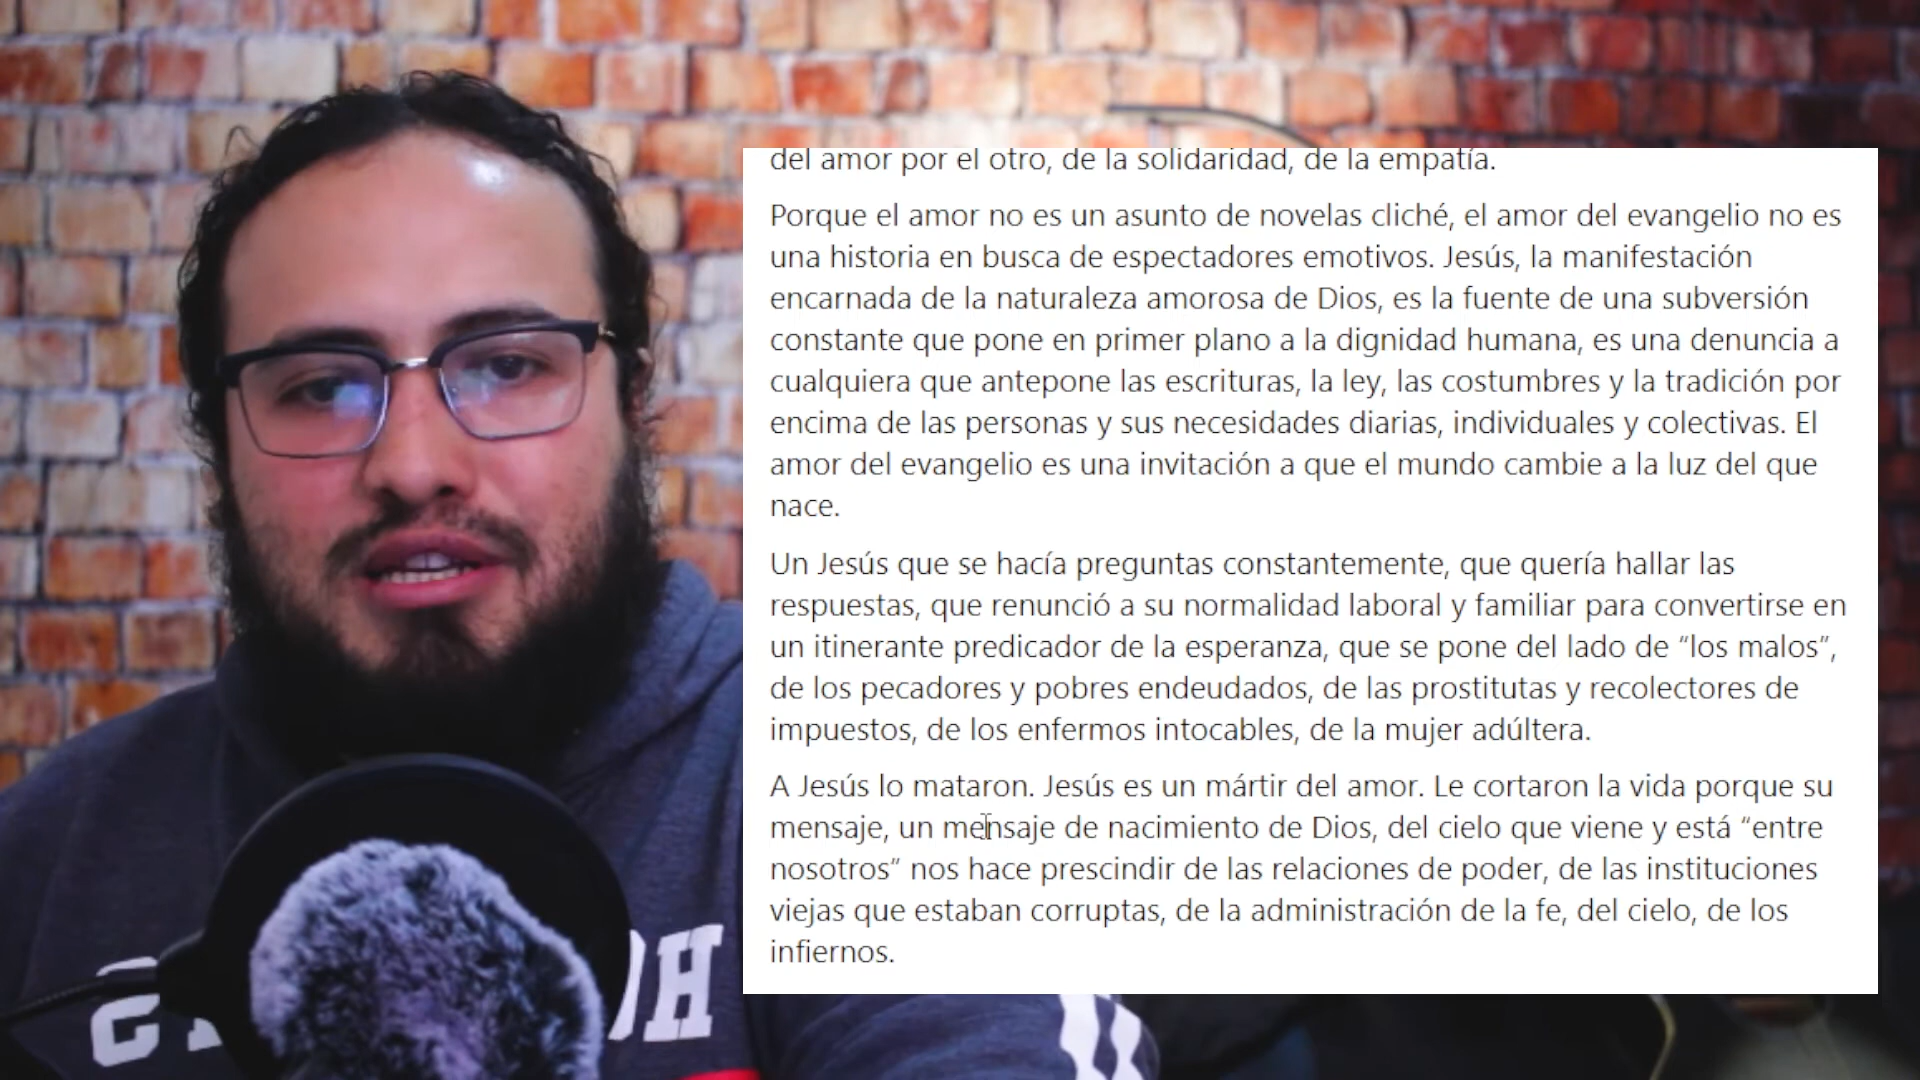 del amor por el otro, de la solidaridad, de la empatía.
Porque el amor no es un asunto de novelas cliché, el amor del evangelio no es
una historia en busca de espectadores emotivos. Jesús, la manifestación
encarnada de la naturaleza amorosa de Dios, es la fuente de una subversión
constante que pone en primer plano a la dignidad humana, es una denuncia a
cualquiera que antepone las escrituras, la ley, las costumbres y la tradición por
encima de las personas y sus necesidades diarias, individuales y colectivas. El
amor del evangelio es una invitación a que el mundo cambie a la luz del que
nace.
Un Jesús que se hacía preguntas constantemente, que quería hallar las
respuestas, que renunció a su normalidad laboral y familiar para convertirse en
un itinerante predicador de la esperanza, que se pone del lado de “los malos”,
de los pecadores y pobres endeudados, de las prostitutas y recolectores de
impuestos, de los enfermos intocables, de la mujer adúltera.
A Jesús lo mataron. Jesús es un mártir del amor. Le cortaron la vida porque su
mensaje, un mensaje de nacimiento de Dios, del cielo que viene y está “entre
nosotros” nos hace prescindir de las relaciones de poder, de las instituciones
viejas que estaban corruptas, de la administración de la fe, del cielo, de los
infiernos.